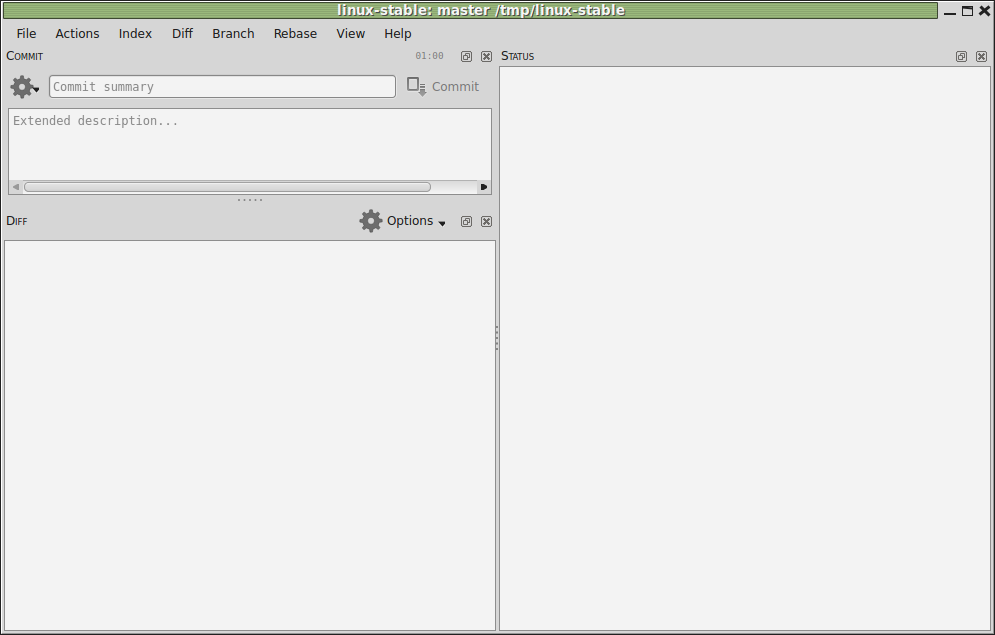 linux-stable: master /tmp/linux-stable
File Actions Index Diff Branch Rebase View Help
Commit 01:00
Commit summary
Commit
Extended description...
Diff Options
Status